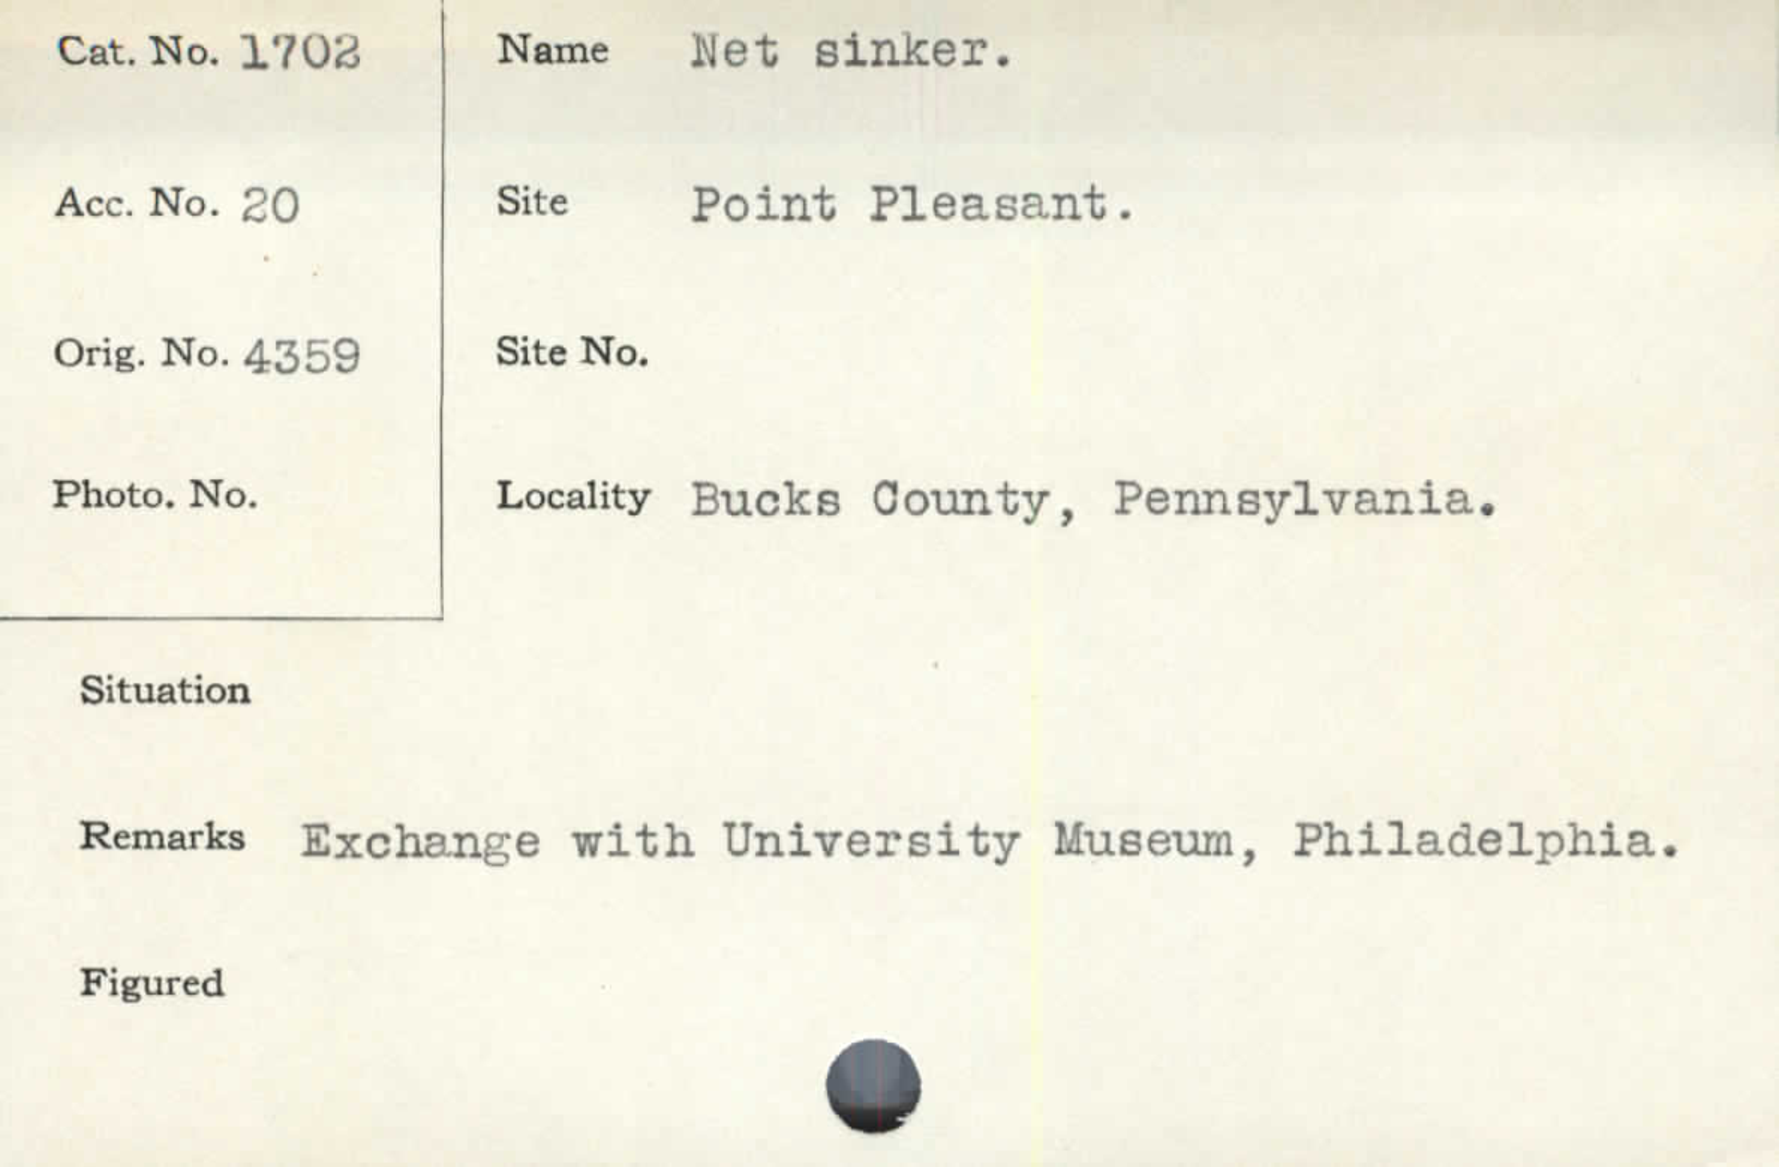 Cat. No. 1702
Name Net sinker.
Acc. No. 20
Site Point Pleasant.
Orig. No. 4359
Site No.
Photo. No.
Locality Bucks County, Pennsylvania.
Situation
Remarks Exchange with University Museum, Philadelphia.
Figured